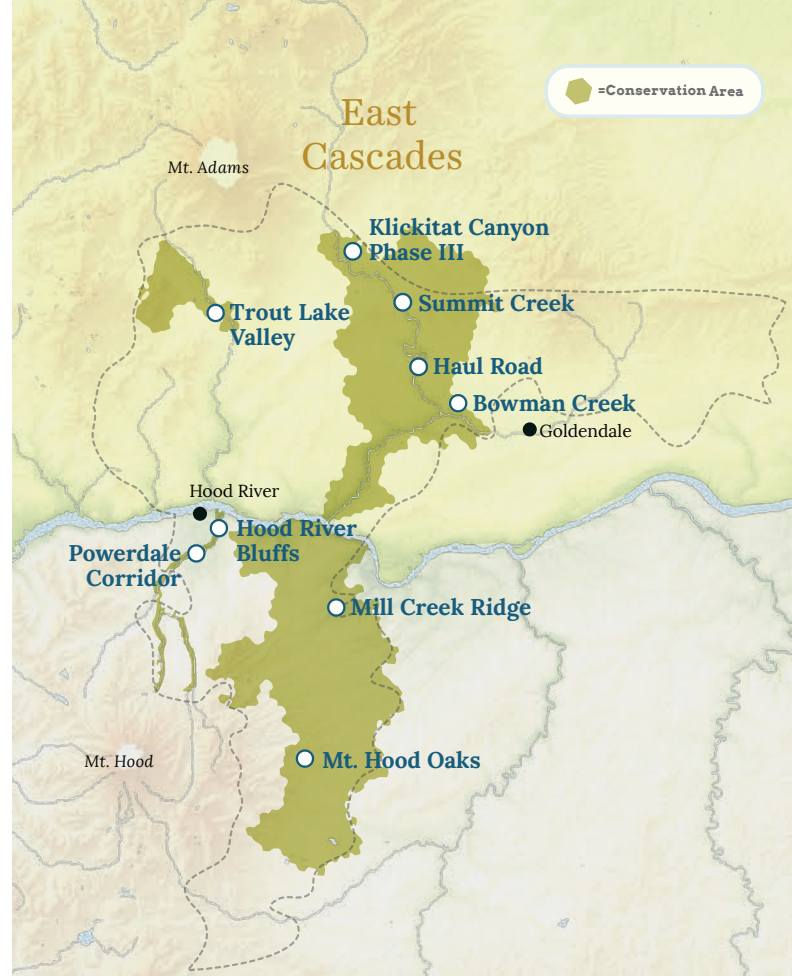 =Conservation Area
East
Cascades
Mt. Adams
Klickitat Canyon
Phase III
Summit Creek
Trout Lake
Valley
Haul Road
Bowman Creek
Goldendale
Hood River
Hood River
Bluffs
Powerdale
Corridor
Mill Creek Ridge
Mt. Hood
Mt. Hood Oaks